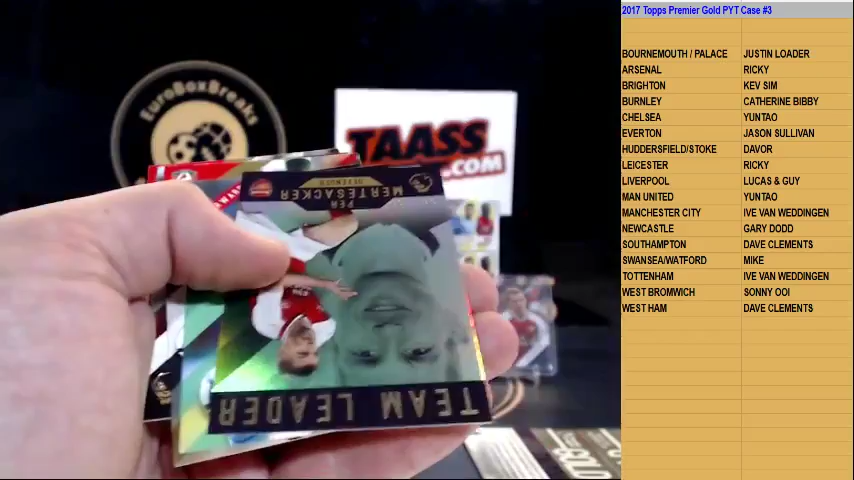 2017 Topps Premier Gold PYT Case #3
BOURNEMOUTH / PALACE JUSTIN LOADER
ARSENAL RICKY
BRIGHTON KEV SIM
BURNLEY CATHERINE BIBBY
CHELSEA YUNTAO
EVERTON JASON SULLIVAN
HUDDERSFIELD/STOKE DAVOR
LEICESTER RICKY
LIVERPOOL LUCAS & GUY
MAN UNITED YUNTAO
MANCHESTER CITY IVE VAN WEDDINGEN
NEWCASTLE GARY DODD
SOUTHAMPTON DAVE CLEMENTS
SWANSEA/WATFORD MIKE
TOTTENHAM IVE VAN WEDDINGEN
WEST BROMWICH SONNY OOI
WEST HAM DAVE CLEMENTS
EuroBoxBreaks
TAASS
.COM
PER
MERTESACKER
DEFENDER
TEAM LEADER